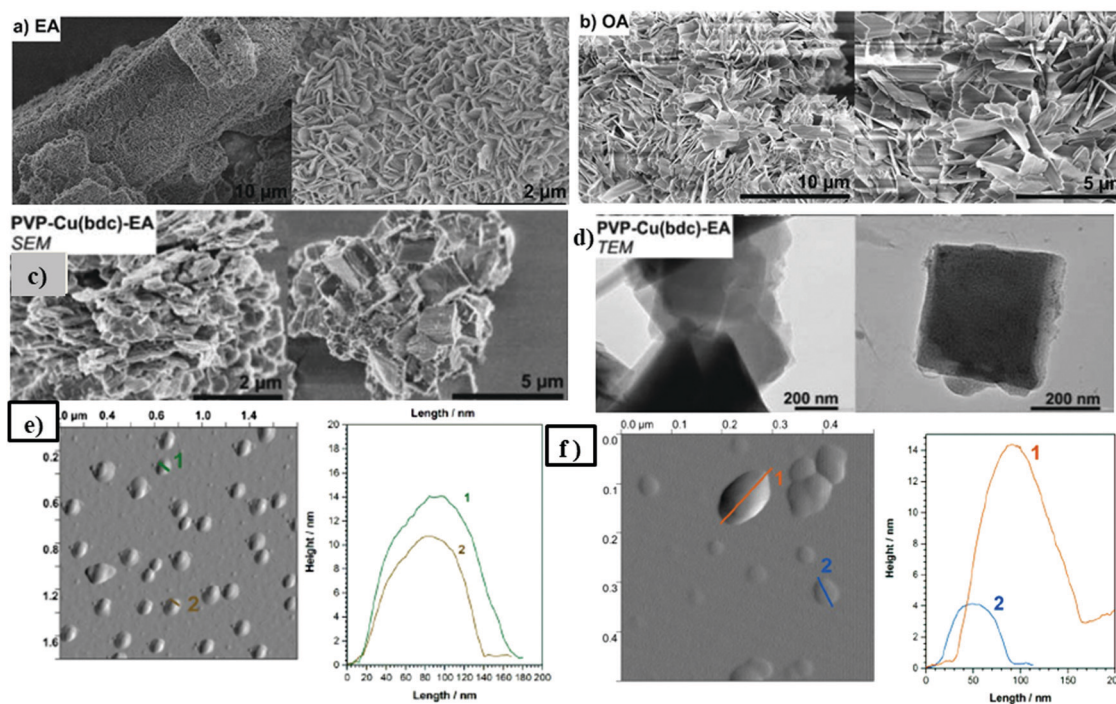 a) EA
10 µm
2 µm
b) OA
10 µm
5 µm
PVP-Cu(bdc)-EA
SEM
c)
2 µm
5 µm
PVP-Cu(bdc)-EA
TEM
d)
200 nm
200 nm
e)
.0 µm 0.4 0.6 1.0 1.4
0.2
0.6
0.8
1.2
1.6
1
2
Length / nm
Height / nm
20
18
16
14
12
10
8
6
4
2
0
0 20 40 60 80 100 120 140 160 180 200
Length / nm
1
2
f )
0.0 µm 0.1 0.2 0.3 0.4
0.0
0.1
0.2
0.3
0.4
1
2
Height / nm
14
12
10
8
6
4
2
0
0 50 100 150 200
Length / nm
1
2